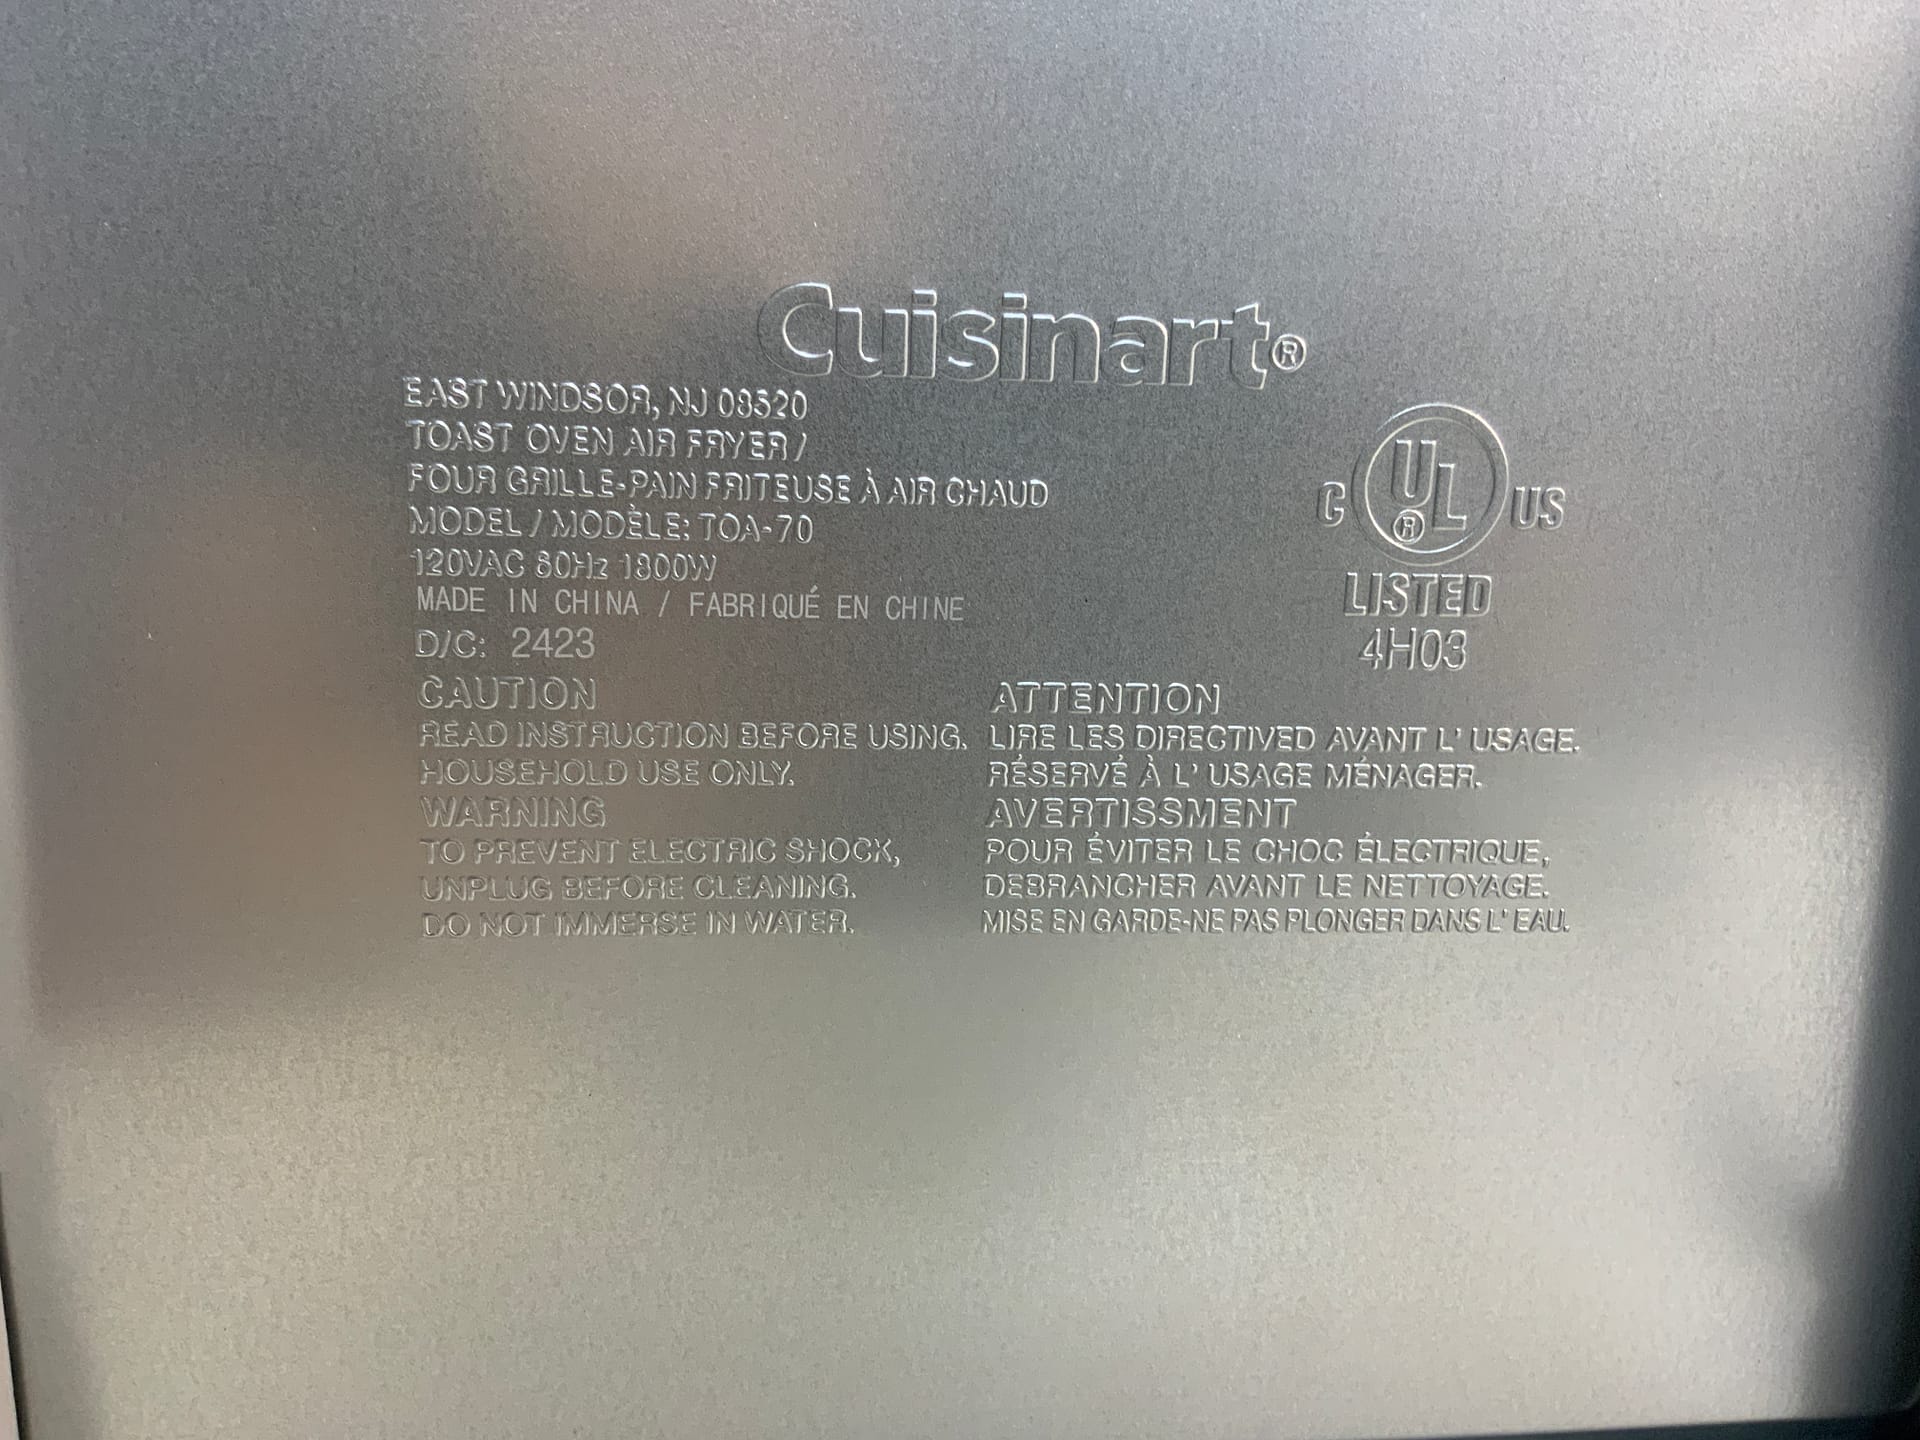 Cuisinart®
EAST WINDSOR, NJ 08520
TOAST OVEN AIR FRYER /
FOUR GRILLE-PAIN FRITEUSE À AIR CHAUD
MODEL / MODÈLE: TOA-70
120VAC 60Hz 1800W
MADE IN CHINA / FABRIQUÉ EN CHINE
D/C: 2423
C UL® US
LISTED
4H03
CAUTION
READ INSTRUCTION BEFORE USING.
HOUSEHOLD USE ONLY.
WARNING
TO PREVENT ELECTRIC SHOCK,
UNPLUG BEFORE CLEANING.
DO NOT IMMERSE IN WATER.
ATTENTION
LIRE LES DIRECTIVED AVANT L' USAGE.
RÉSERVÉ À L' USAGE MÉNAGER.
AVERTISSMENT
POUR ÉVITER LE CHOC ÉLECTRIQUE,
DEBRANCHER AVANT LE NETTOYAGE.
MISE EN GARDE-NE PAS PLONGER DANS L' EAU.